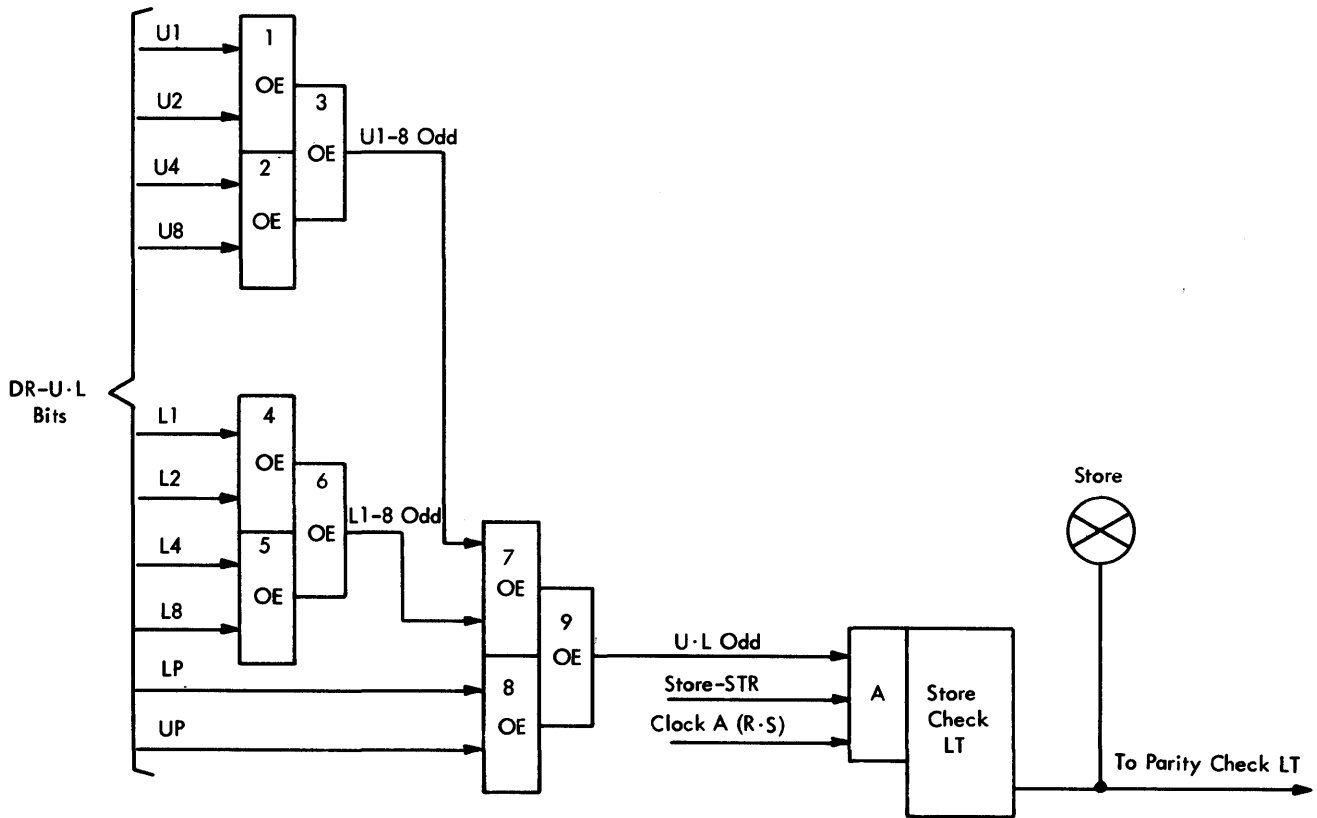 U1
1
OE
U2
3
OE
U1-8 Odd
U4
2
OE
U8
DR-U·L
Bits
L1
4
OE
L2
6
OE
L1-8 Odd
L4
5
OE
L8
7
OE
9
OE
LP
8
OE
UP
U·L Odd
Store-STR
Clock A (R·S)
A
Store
Check
LT
Store
To Parity Check LT